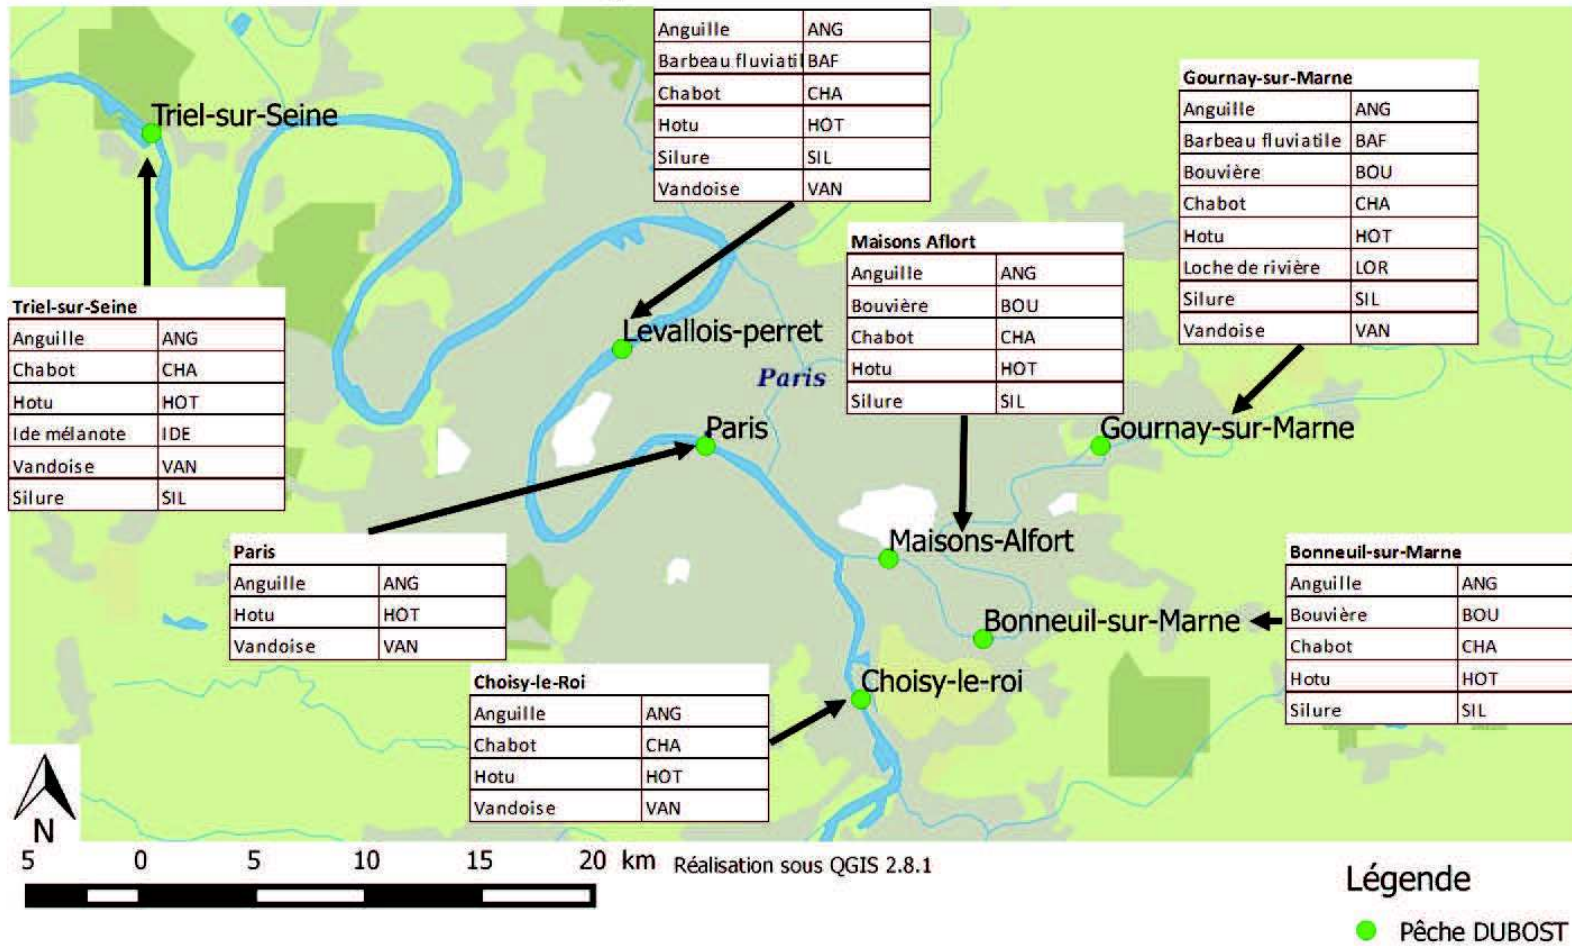 Anguille ANG
Barbeau fluviatil BAF
Chabot CHA
Hotu HOT
Silure SIL
Vandoise VAN
Gournay-sur-Marne
Anguille ANG
Barbeau fluviatile BAF
Bouvière BOU
Chabot CHA
Hotu HOT
Loche de rivière LOR
Silure SIL
Vandoise VAN
Triel-sur-Seine
Maisons Aflort
Anguille ANG
Bouvière BOU
Chabot CHA
Hotu HOT
Silure SIL
Triel-sur-Seine
Anguille ANG
Chabot CHA
Hotu HOT
Ide mélanote IDE
Vandoise VAN
Silure SIL
Levallois-perret
Paris
Paris
Gournay-sur-Marne
Maisons-Alfort
Paris
Anguille ANG
Hotu HOT
Vandoise VAN
Bonneuil-sur-Marne
Anguille ANG
Bouvière BOU
Chabot CHA
Hotu HOT
Silure SIL
Bonneuil-sur-Marne
Choisy-le-roi
Choisy-le-Roi
Anguille ANG
Chabot CHA
Hotu HOT
Vandoise VAN
N
5 0 5 10 15 20 km
Réalisation sous QGIS 2.8.1
Légende
Pêche DUBOST